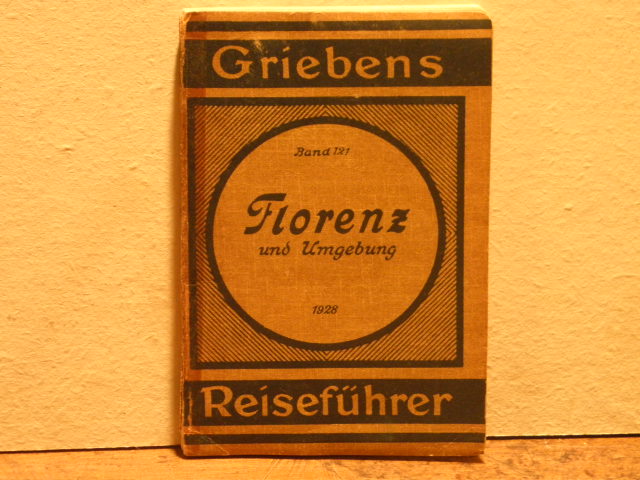 Griebens
Band 121
Florenz
und Umgebung
1928
Reiseführer